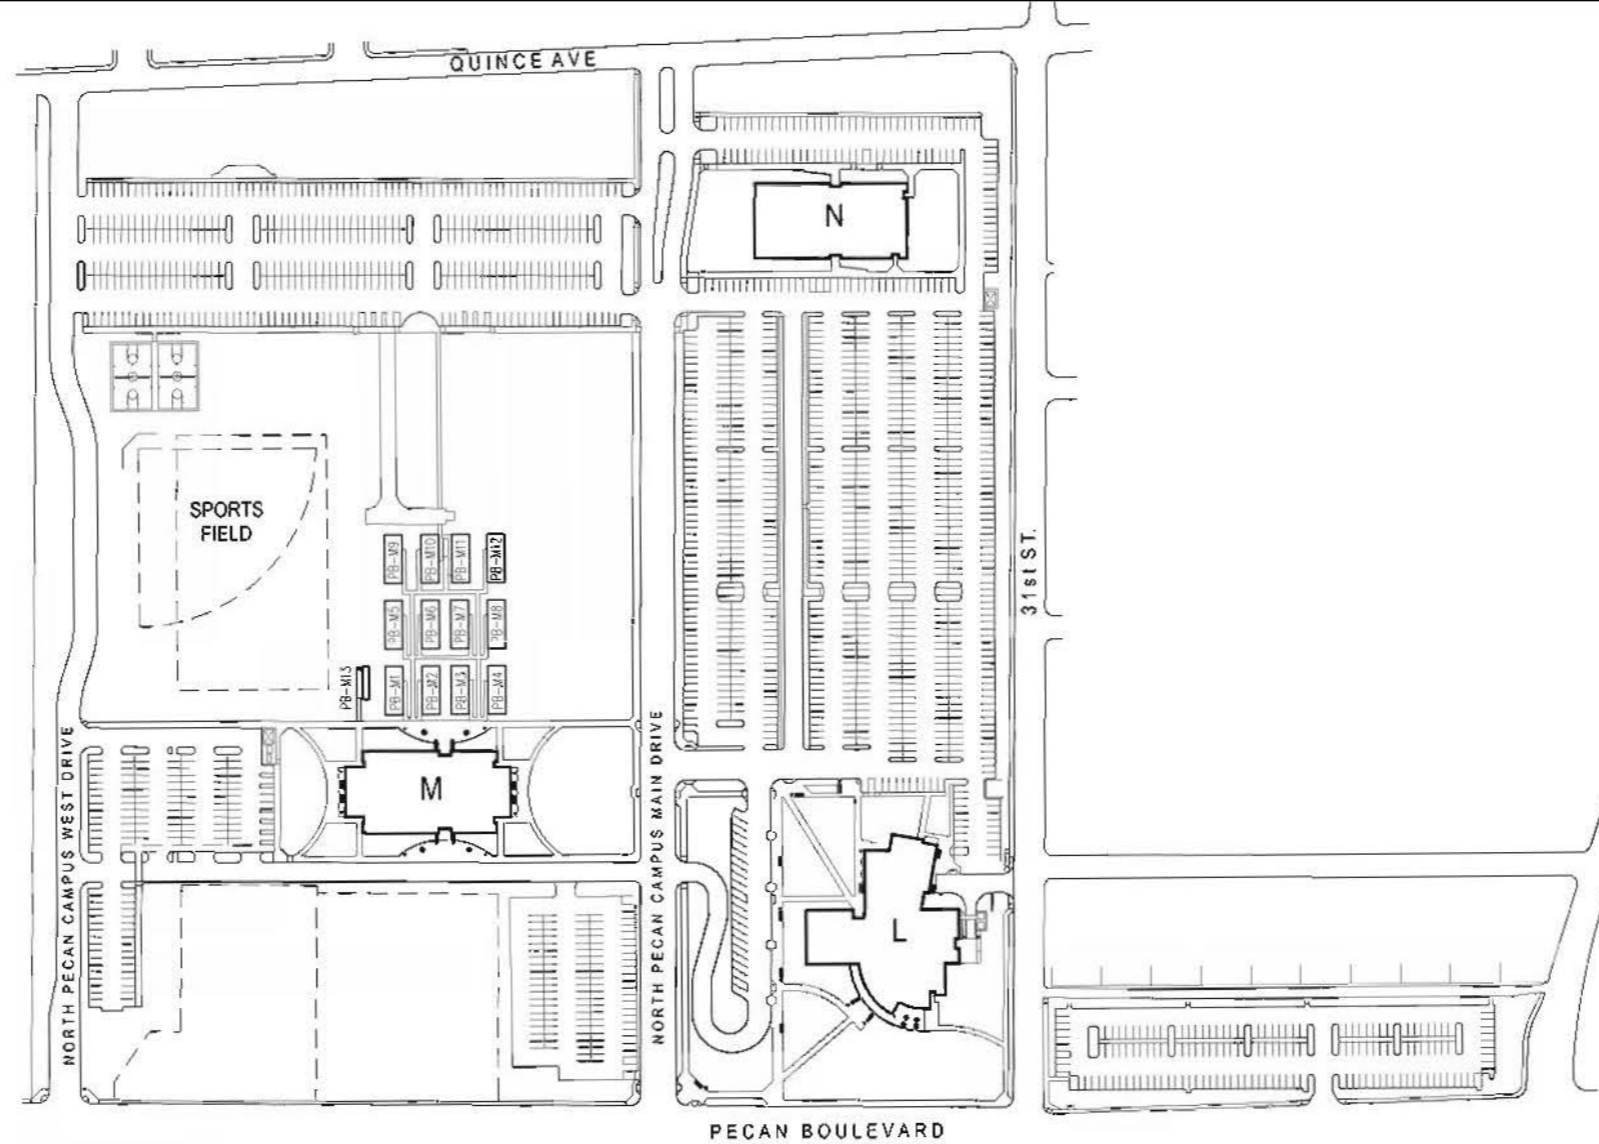 QUINCE AVE
N
SPORTS
FIELD
PB-M9
PB-M10
PB-M11
PB-M12
31st ST.
PB-M5
PB-M6
PB-M7
PB-M8
PB-M13
PB-M1
PB-M2
PB-M3
PB-M4
NORTH PECAN CAMPUS WEST DRIVE
M
NORTH PECAN CAMPUS MAIN DRIVE
L
PECAN BOULEVARD